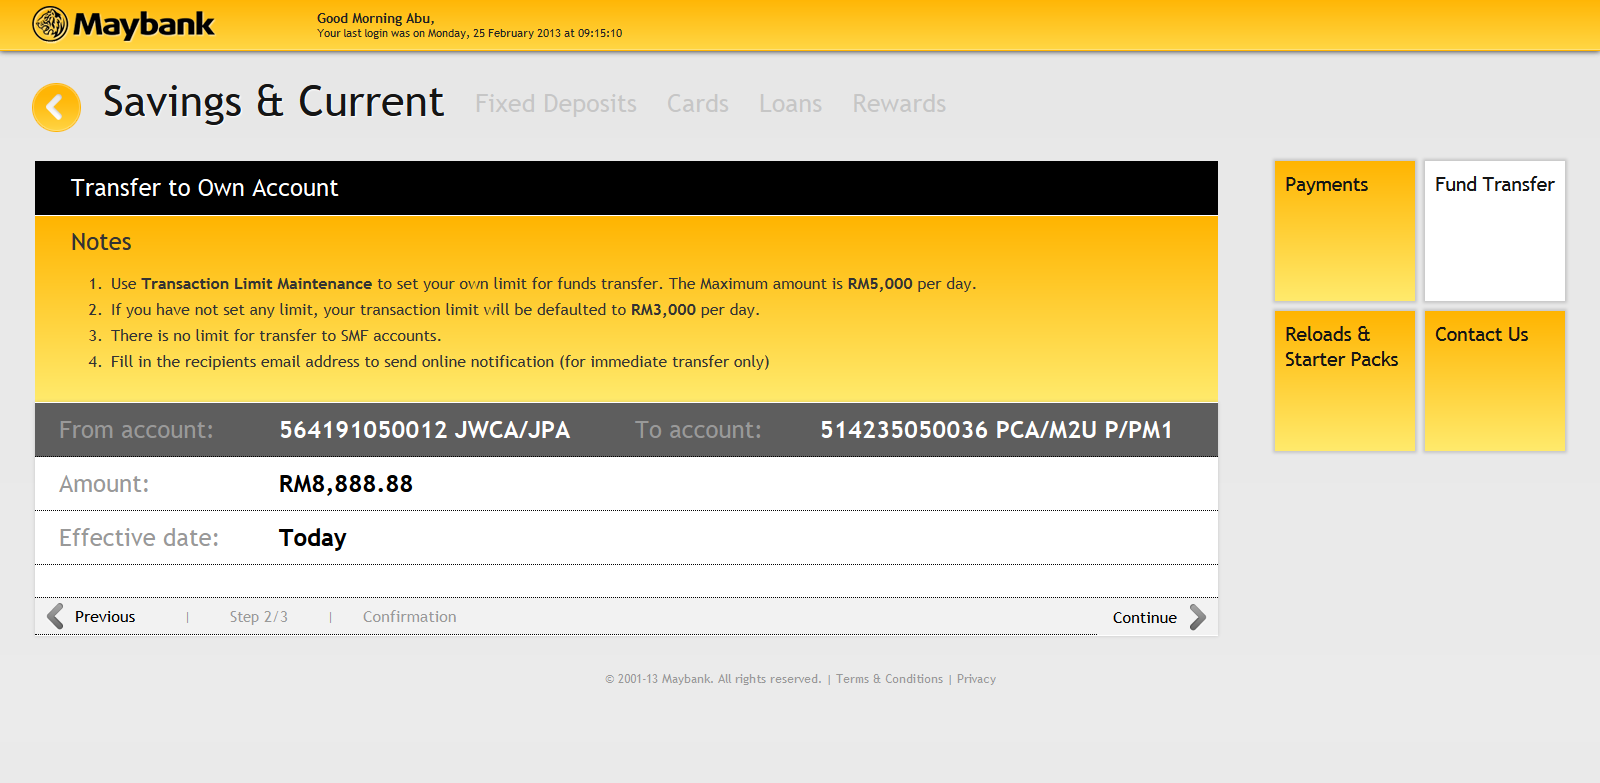 Maybank
Good Morning Abu,
Your last login was on Monday, 25 February 2013 at 09:15:10
Savings & Current Fixed Deposits Cards Loans Rewards
Transfer to Own Account
Notes
1. Use Transaction Limit Maintenance to set your own limit for funds transfer. The Maximum amount is RM5,000 per day.
2. If you have not set any limit, your transaction limit will be defaulted to RM3,000 per day.
3. There is no limit for transfer to SMF accounts.
4. Fill in the recipients email address to send online notification (for immediate transfer only)
From account: 564191050012 JWCA/JPA To account: 514235050036 PCA/M2U P/PM1
Amount: RM8,888.88
Effective date: Today
Previous | Step 2/3 | Confirmation Continue
Payments
Fund Transfer
Reloads &
Starter Packs
Contact Us
© 2001-13 Maybank. All rights reserved. | Terms & Conditions | Privacy